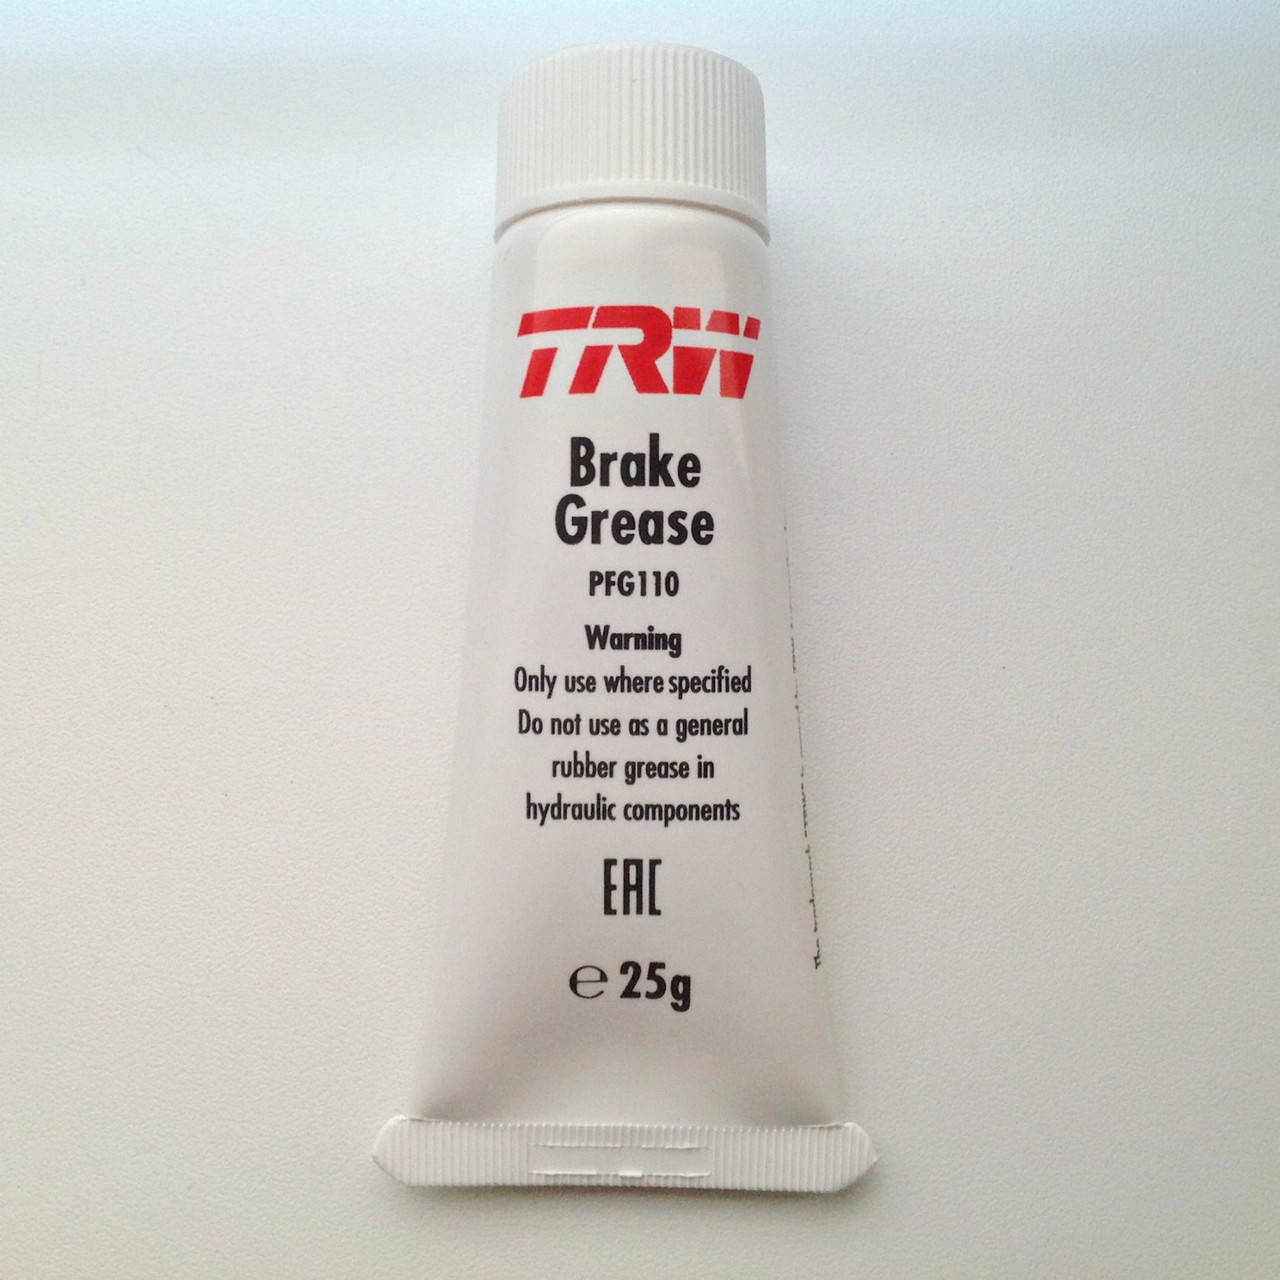 TRW
Brake
Grease
PFG110
Warning
Only use where specified
Do not use as a general
rubber grease in
hydraulic components
EAC
℮ 25g
The